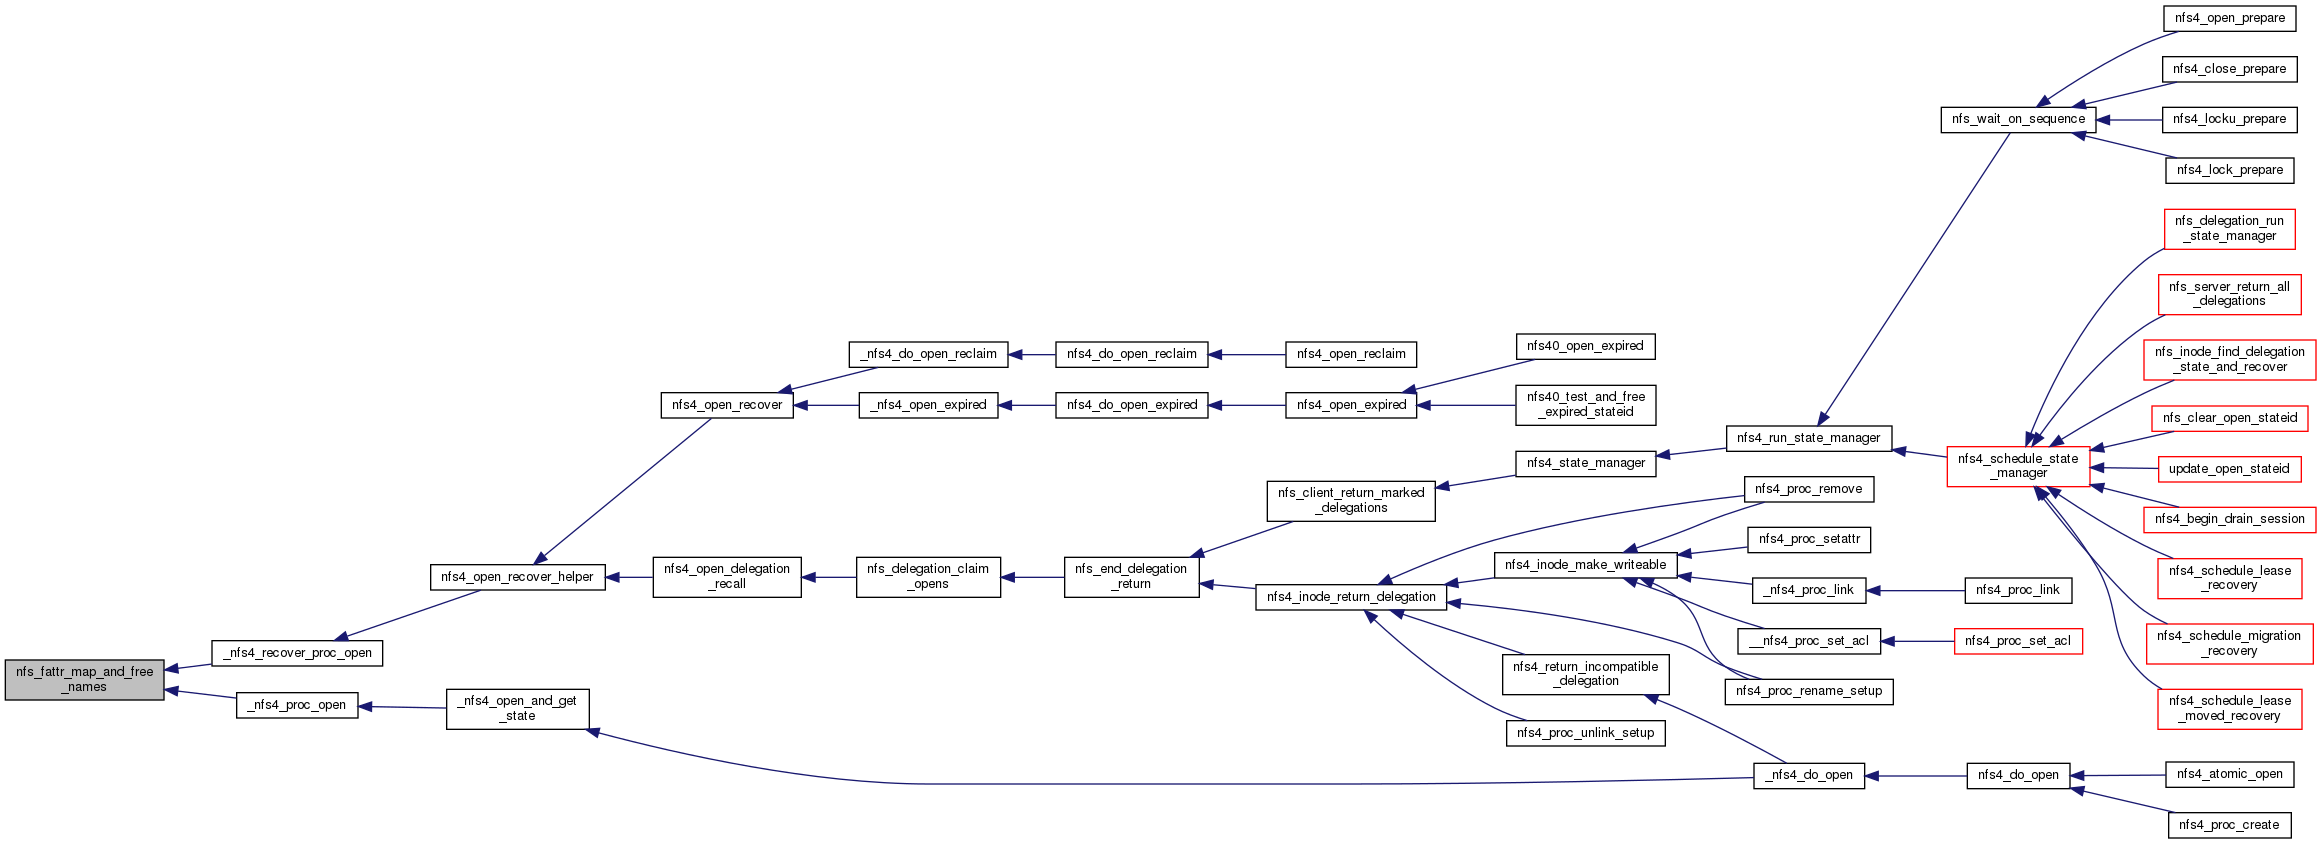 nfs_fattr_map_and_free
_names
_nfs4_recover_proc_open
_nfs4_proc_open
nfs4_open_recover_helper
_nfs4_open_and_get
_state
nfs4_open_recover
nfs4_open_delegation
_recall
_nfs4_do_open_reclaim
_nfs4_open_expired
nfs_delegation_claim
_opens
nfs4_do_open_reclaim
nfs4_do_open_expired
nfs_end_delegation
_return
nfs4_open_reclaim
nfs4_open_expired
nfs_client_return_marked
_delegations
nfs4_inode_return_delegation
nfs40_open_expired
nfs40_test_and_free
_expired_stateid
nfs4_state_manager
nfs4_inode_make_writeable
nfs4_return_incompatible
_delegation
nfs4_proc_unlink_setup
nfs4_run_state_manager
nfs4_proc_remove
nfs4_proc_setattr
_nfs4_proc_link
__nfs4_proc_set_acl
nfs4_proc_rename_setup
_nfs4_do_open
nfs_wait_on_sequence
nfs4_schedule_state
_manager
nfs4_proc_link
nfs4_proc_set_acl
nfs4_do_open
nfs4_open_prepare
nfs4_close_prepare
nfs4_locku_prepare
nfs4_lock_prepare
nfs_delegation_run
_state_manager
nfs_server_return_all
_delegations
nfs_inode_find_delegation
_state_and_recover
nfs_clear_open_stateid
update_open_stateid
nfs4_begin_drain_session
nfs4_schedule_lease
_recovery
nfs4_schedule_migration
_recovery
nfs4_schedule_lease
_moved_recovery
nfs4_atomic_open
nfs4_proc_create